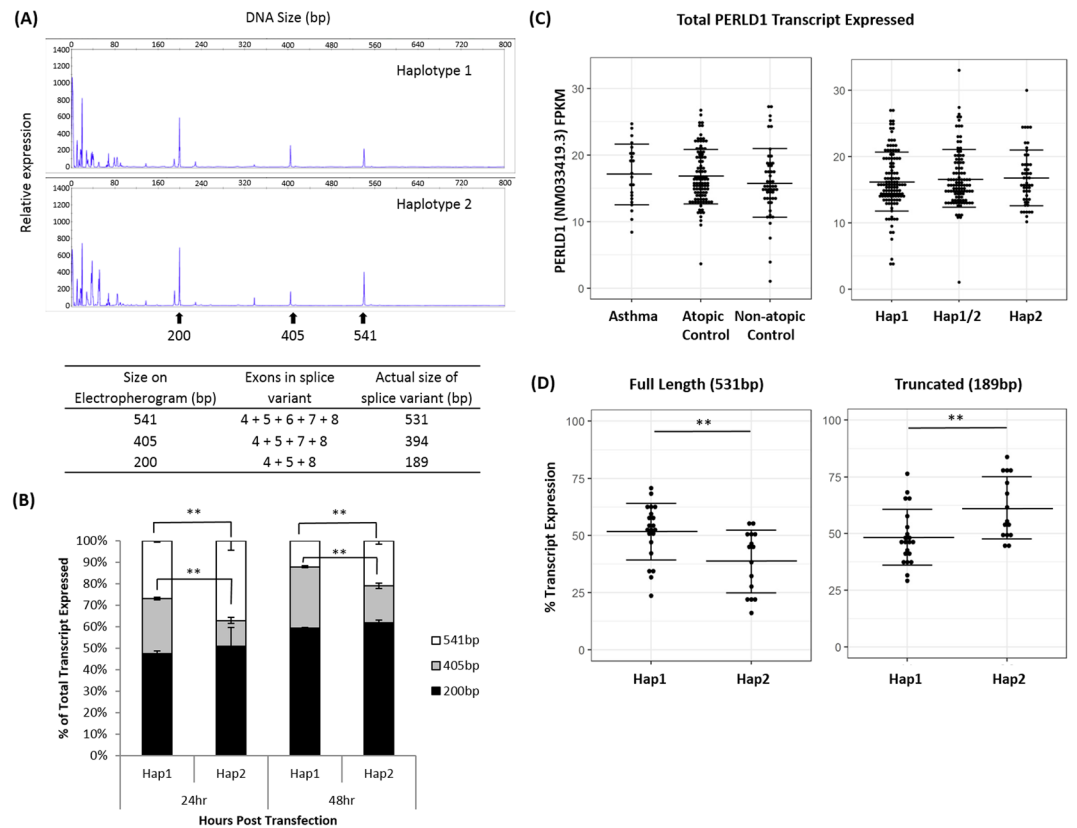 (A)
DNA Size (bp)
0 80 160 240 320 400 480 560 640 720 800
1400
1200
1000
800
600
400
200
0
Haplotype 1
0 80 160 240 320 400 480 560 640 720 800
1400
1200
1000
800
600
400
200
0
Haplotype 2
Relative expression
200 405 541
Size on Electropherogram (bp)
Exons in splice variant
Actual size of splice variant (bp)
541 4 + 5 + 6 + 7 + 8 531
405 4 + 5 + 7 + 8 394
200 4 + 5 + 8 189
(B)
% of Total Transcript Expressed
100%
90%
80%
70%
60%
50%
40%
30%
20%
10%
0%
** **
** **
541bp
405bp
200bp
Hap1 Hap2 Hap1 Hap2
24hr 48hr
Hours Post Transfection
(C)
Total PERLD1 Transcript Expressed
PERLD1 (NM033419.3) FPKM
30
20
10
0
Asthma Atopic Control Non-atopic Control
30
20
10
0
Hap1 Hap1/2 Hap2
(D)
Full Length (531bp)
% Transcript Expression
100
75
50
25
0
**
Hap1 Hap2
Truncated (189bp)
100
75
50
25
0
**
Hap1 Hap2